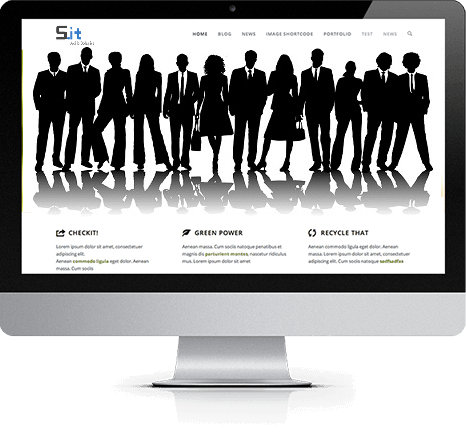 Sit
HOME BLOG NEWS IMAGE SHORTCODE PORTFOLIO TEST NEWS
CHECKIT!
Lorem ipsum dolor sit amet, consectetuer
adipiscing elit.
Aenean commodo ligula eget dolor. Aenean
massa. Cum sociis
GREEN POWER
Aenean massa. Cum sociis natoque penatibus et
magnis dis parturient montes, nascetur ridiculus
mus. Lorem ipsum dolor sit amet
RECYCLE THAT
Lorem ipsum dolor sit amet, consectetuer
adipiscing elit. Aenean commodo ligula eget dolor.
Aenean massa. Cum sociis natoque sadfsadfsa